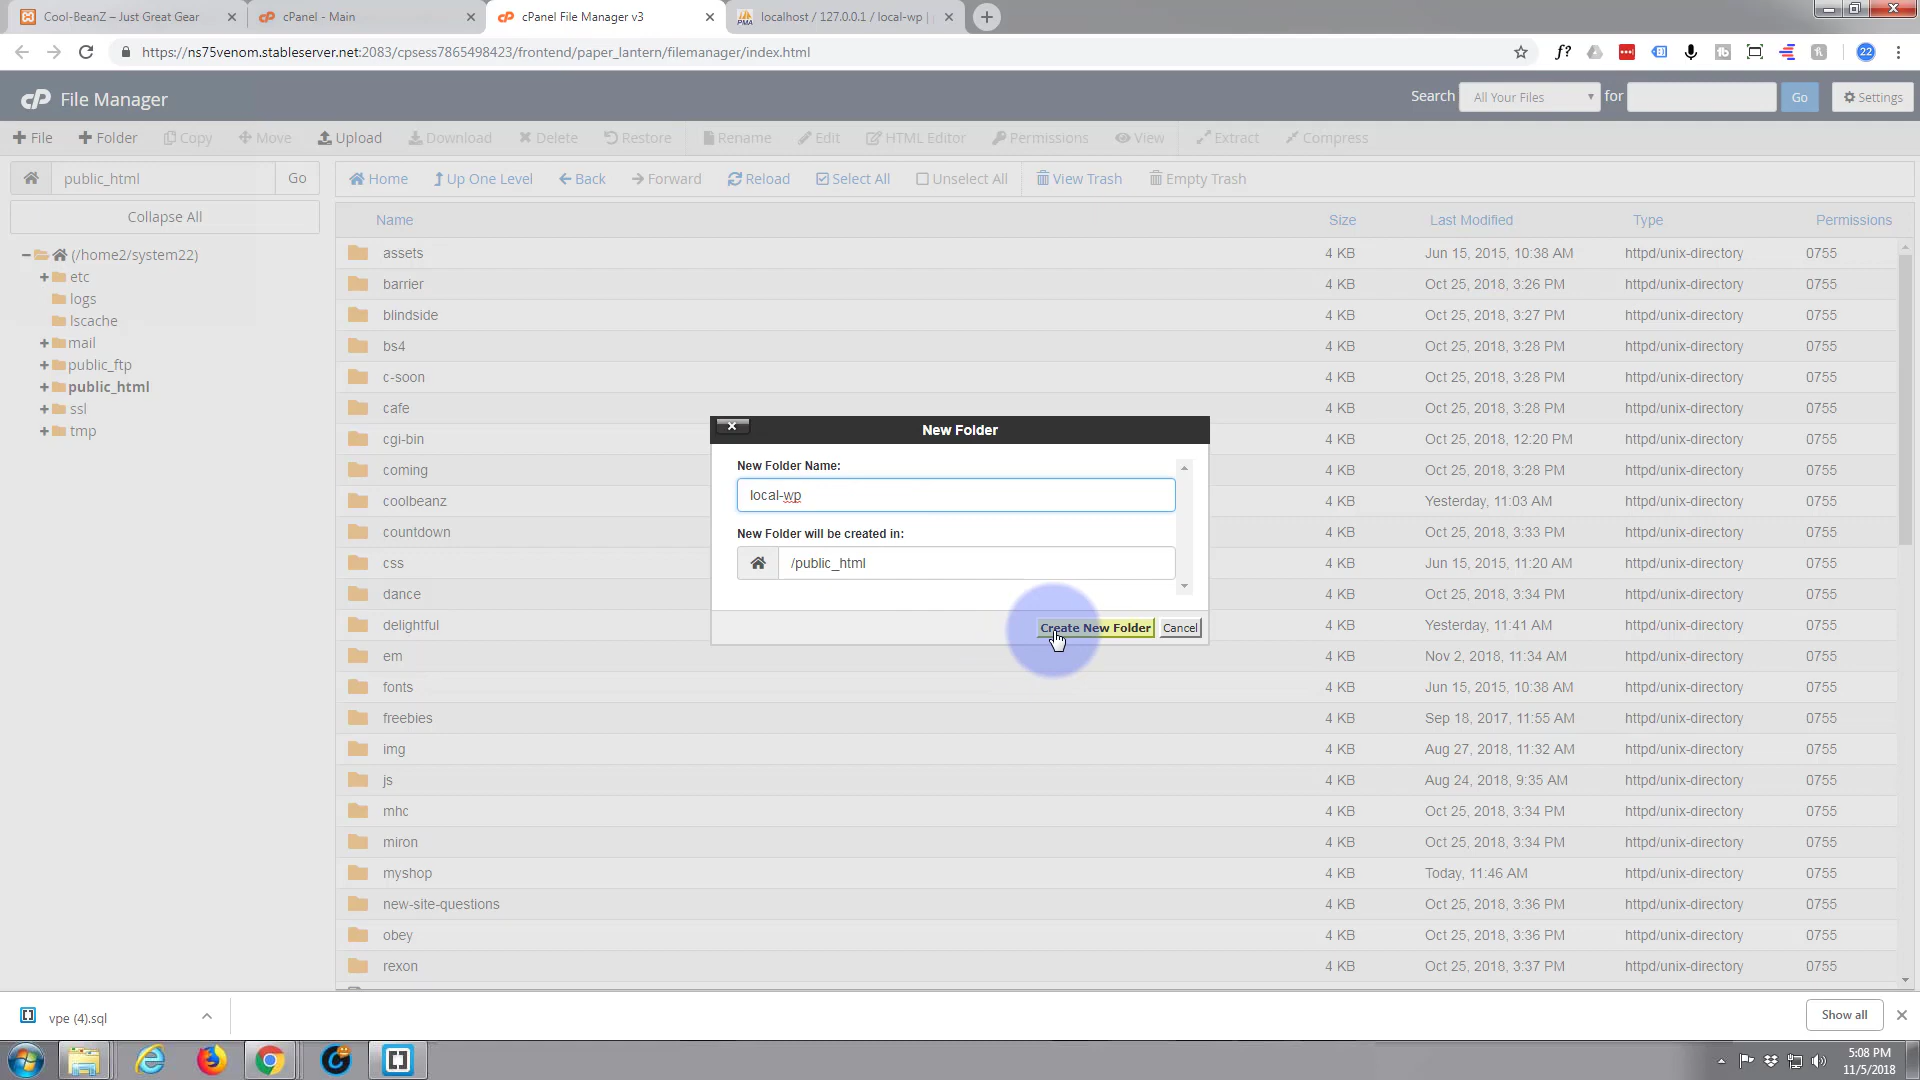 Cool-BeanZ – Just Great Gear
cPanel - Main
cPanel File Manager v3
localhost / 127.0.0.1 / local-wp |
https://ns75venom.stableserver.net:2083/cpsess7865498423/frontend/paper_lantern/filemanager/index.html
22
cP File Manager
Search All Your Files for Go Settings
File Folder Copy Move Upload Download Delete Restore Rename Edit HTML Editor Permissions View Extract Compress
public_html Go
Home Up One Level Back Forward Reload Select All Unselect All View Trash Empty Trash
Collapse All
(/home2/system22)
etc
logs
lscache
mail
public_ftp
public_html
ssl
tmp
Name Size Last Modified Type Permissions
assets 4 KB Jun 15, 2015, 10:38 AM httpd/unix-directory 0755
barrier 4 KB Oct 25, 2018, 3:26 PM httpd/unix-directory 0755
blindside 4 KB Oct 25, 2018, 3:27 PM httpd/unix-directory 0755
bs4 4 KB Oct 25, 2018, 3:28 PM httpd/unix-directory 0755
c-soon 4 KB Oct 25, 2018, 3:28 PM httpd/unix-directory 0755
cafe 4 KB Oct 25, 2018, 3:28 PM httpd/unix-directory 0755
cgi-bin 4 KB Oct 25, 2018, 12:20 PM httpd/unix-directory 0755
coming 4 KB Oct 25, 2018, 3:28 PM httpd/unix-directory 0755
coolbeanz 4 KB Yesterday, 11:03 AM httpd/unix-directory 0755
countdown 4 KB Oct 25, 2018, 3:33 PM httpd/unix-directory 0755
css 4 KB Jun 15, 2015, 11:20 AM httpd/unix-directory 0755
dance 4 KB Oct 25, 2018, 3:34 PM httpd/unix-directory 0755
delightful 4 KB Yesterday, 11:41 AM httpd/unix-directory 0755
em 4 KB Nov 2, 2018, 11:34 AM httpd/unix-directory 0755
fonts 4 KB Jun 15, 2015, 10:38 AM httpd/unix-directory 0755
freebies 4 KB Sep 18, 2017, 11:55 AM httpd/unix-directory 0755
img 4 KB Aug 27, 2018, 11:32 AM httpd/unix-directory 0755
js 4 KB Aug 24, 2018, 9:35 AM httpd/unix-directory 0755
mhc 4 KB Oct 25, 2018, 3:34 PM httpd/unix-directory 0755
miron 4 KB Oct 25, 2018, 3:34 PM httpd/unix-directory 0755
myshop 4 KB Today, 11:46 AM httpd/unix-directory 0755
new-site-questions 4 KB Oct 25, 2018, 3:36 PM httpd/unix-directory 0755
obey 4 KB Oct 25, 2018, 3:36 PM httpd/unix-directory 0755
rexon 4 KB Oct 25, 2018, 3:37 PM httpd/unix-directory 0755
New Folder
New Folder Name:
local-wp
New Folder will be created in:
/public_html
Create New Folder Cancel
vpe (4).sql
Show all
5:08 PM
11/5/2018